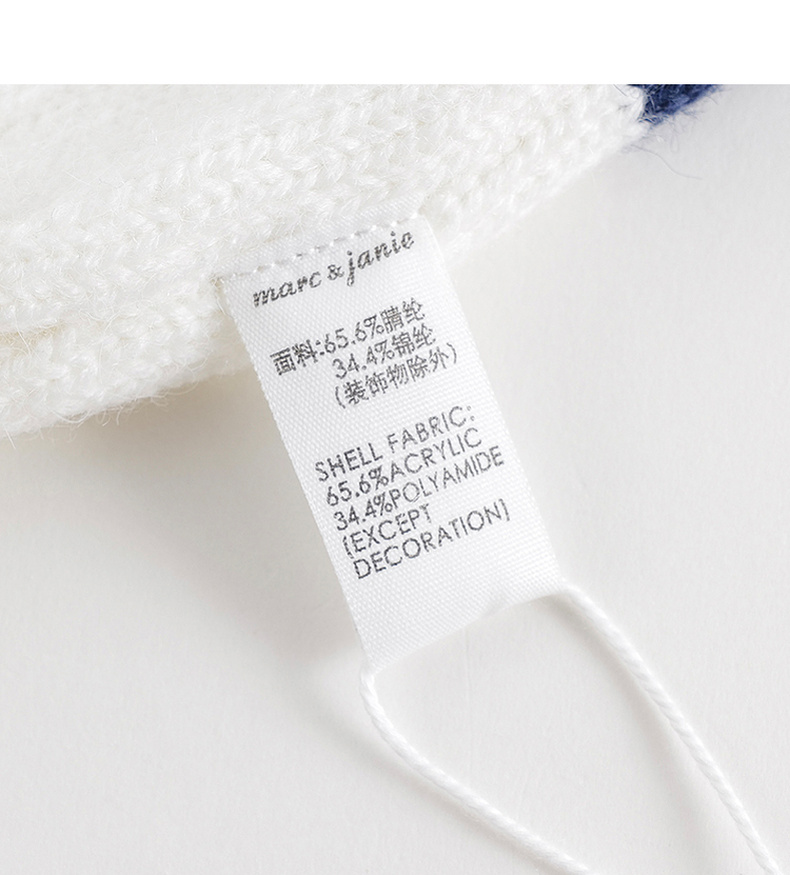 marc & janie
面料:65.6%腈纶
34.4%锦纶
(装饰物除外)
SHELL FABRIC:
65.6%ACRYLIC
34.4%POLYAMIDE
(EXCEPT
DECORATION)